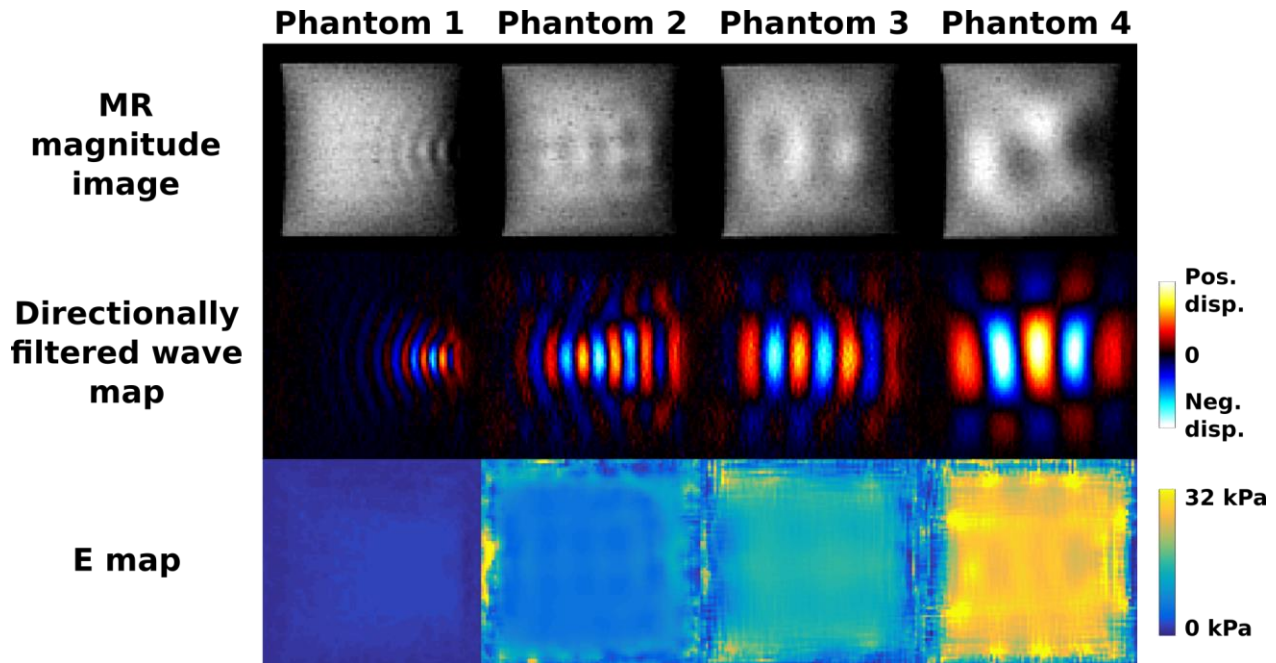 Phantom 1 Phantom 2 Phantom 3 Phantom 4
MR
magnitude
image
Directionally
filtered wave
map
Pos.
disp.
0
Neg.
disp.
E map
32 kPa
0 kPa